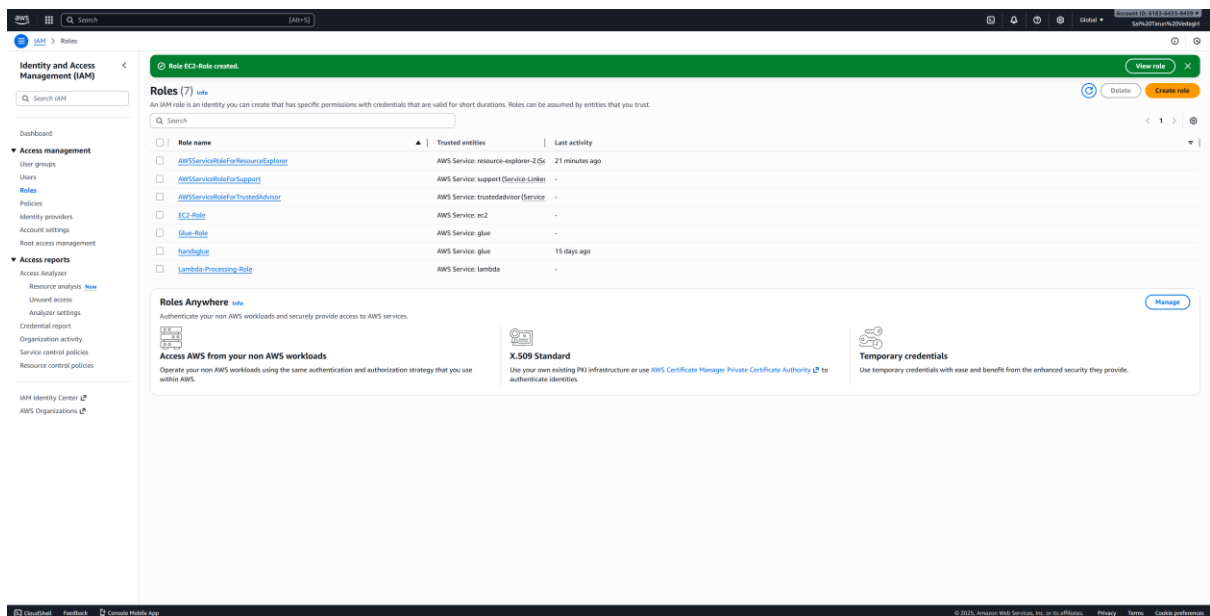 aws
Search
[Alt+S]
Global
Account ID: 6183-6453-8459
Sai%20Tarun%20Vedagiri
IAM > Roles
Identity and Access Management (IAM)
Search IAM
Dashboard
Access management
User groups
Users
Roles
Policies
Identity providers
Account settings
Root access management
Access reports
Access Analyzer
Resource analysis New
Unused access
Analyzer settings
Credential report
Organization activity
Service control policies
Resource control policies
IAM Identity Center
AWS Organizations
Role EC2-Role created.
View role
Roles (7) Info
Delete
Create role
An IAM role is an identity you can create that has specific permissions with credentials that are valid for short durations. Roles can be assumed by entities that you trust.
Search
1
Role name Trusted entities Last activity
AWSServiceRoleForResourceExplorer AWS Service: resource-explorer-2 (Se 21 minutes ago
AWSServiceRoleForSupport AWS Service: support (Service-Linked -
AWSServiceRoleForTrustedAdvisor AWS Service: trustedadvisor (Service -
EC2-Role AWS Service: ec2 -
Glue-Role AWS Service: glue -
handsglue AWS Service: glue 15 days ago
Lambda-Processing-Role AWS Service: lambda -
Roles Anywhere Info
Manage
Authenticate your non AWS workloads and securely provide access to AWS services.
Access AWS from your non AWS workloads
Operate your non AWS workloads using the same authentication and authorization strategy that you use
within AWS.
X.509 Standard
Use your own existing PKI infrastructure or use AWS Certificate Manager Private Certificate Authority to
authenticate identities.
Temporary credentials
Use temporary credentials with ease and benefit from the enhanced security they provide.
CloudShell Feedback Console Mobile App
© 2025, Amazon Web Services, Inc. or its affiliates. Privacy Terms Cookie preferences